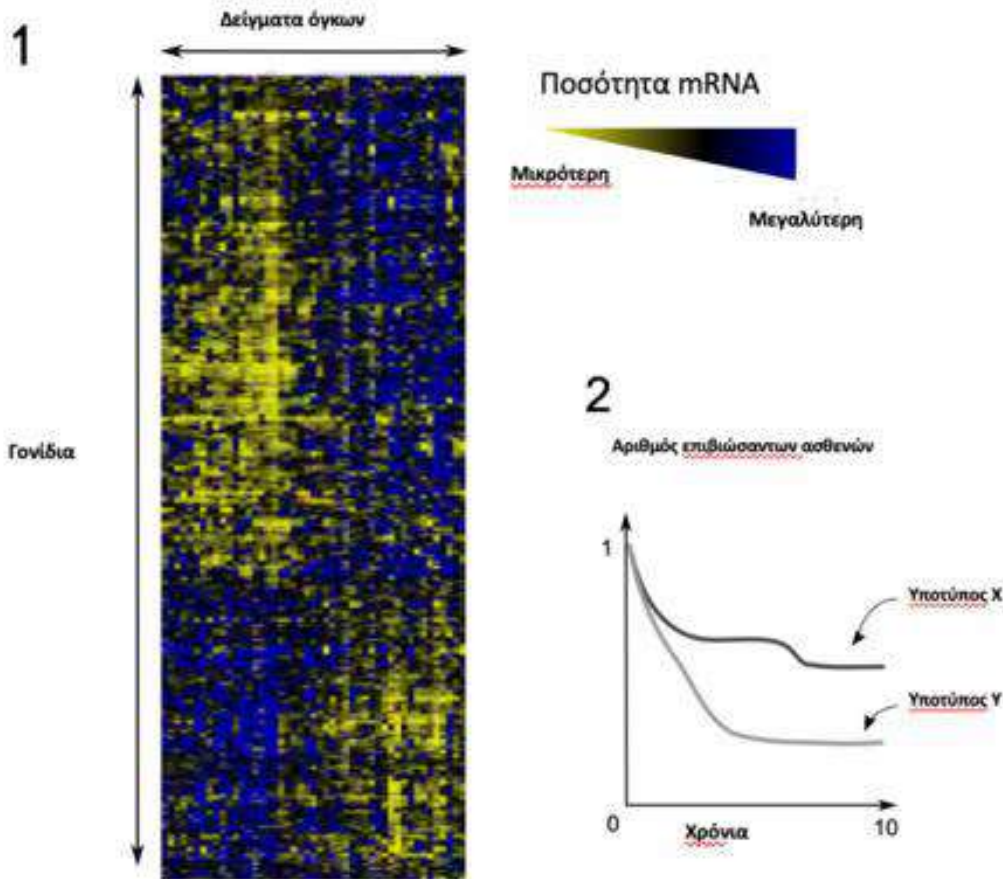 1
Δείγματα όγκων
Ποσότητα mRNA
Μικρότερη
Μεγαλύτερη
Γονίδια
2
Αριθμός επιβιώσαντων ασθενών
1
Υποτύπος X
Υποτύπος Y
0
Χρόνια
10